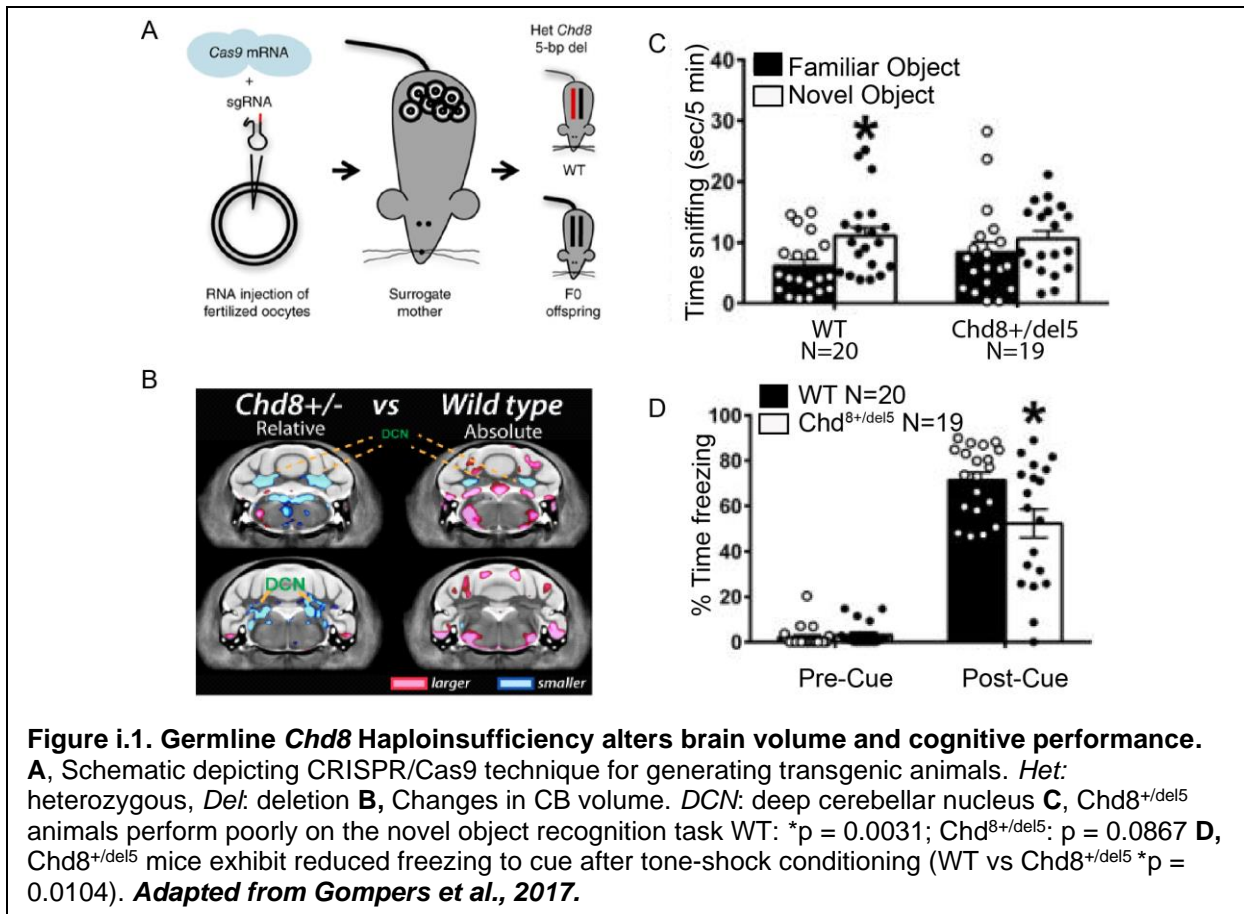 A
Cas9 mRNA
+
sgRNA
RNA injection of
fertilized oocytes
Surrogate
mother
Het Chd8
5-bp del
WT
F0
offspring
B
Chd8+/- vs Wild type
Relative
Absolute
DCN
DCN
larger
smaller
C
Time sniffing (sec/5 min)
40
30
20
10
0
Familiar Object
Novel Object
*
WT
N=20
Chd8+/del5
N=19
D
% Time freezing
100
80
60
40
20
0
WT N=20
Chd8+/del5 N=19
*
Pre-Cue
Post-Cue
Figure i.1. Germline Chd8 Haploinsufficiency alters brain volume and cognitive performance.
A, Schematic depicting CRISPR/Cas9 technique for generating transgenic animals. Het:
heterozygous, Del: deletion B, Changes in CB volume. DCN: deep cerebellar nucleus C, Chd8+/del5
animals perform poorly on the novel object recognition task WT: *p = 0.0031; Chd8+/del5: p = 0.0867 D,
Chd8+/del5 mice exhibit reduced freezing to cue after tone-shock conditioning (WT vs Chd8+/del5 *p =
0.0104). Adapted from Gompers et al., 2017.